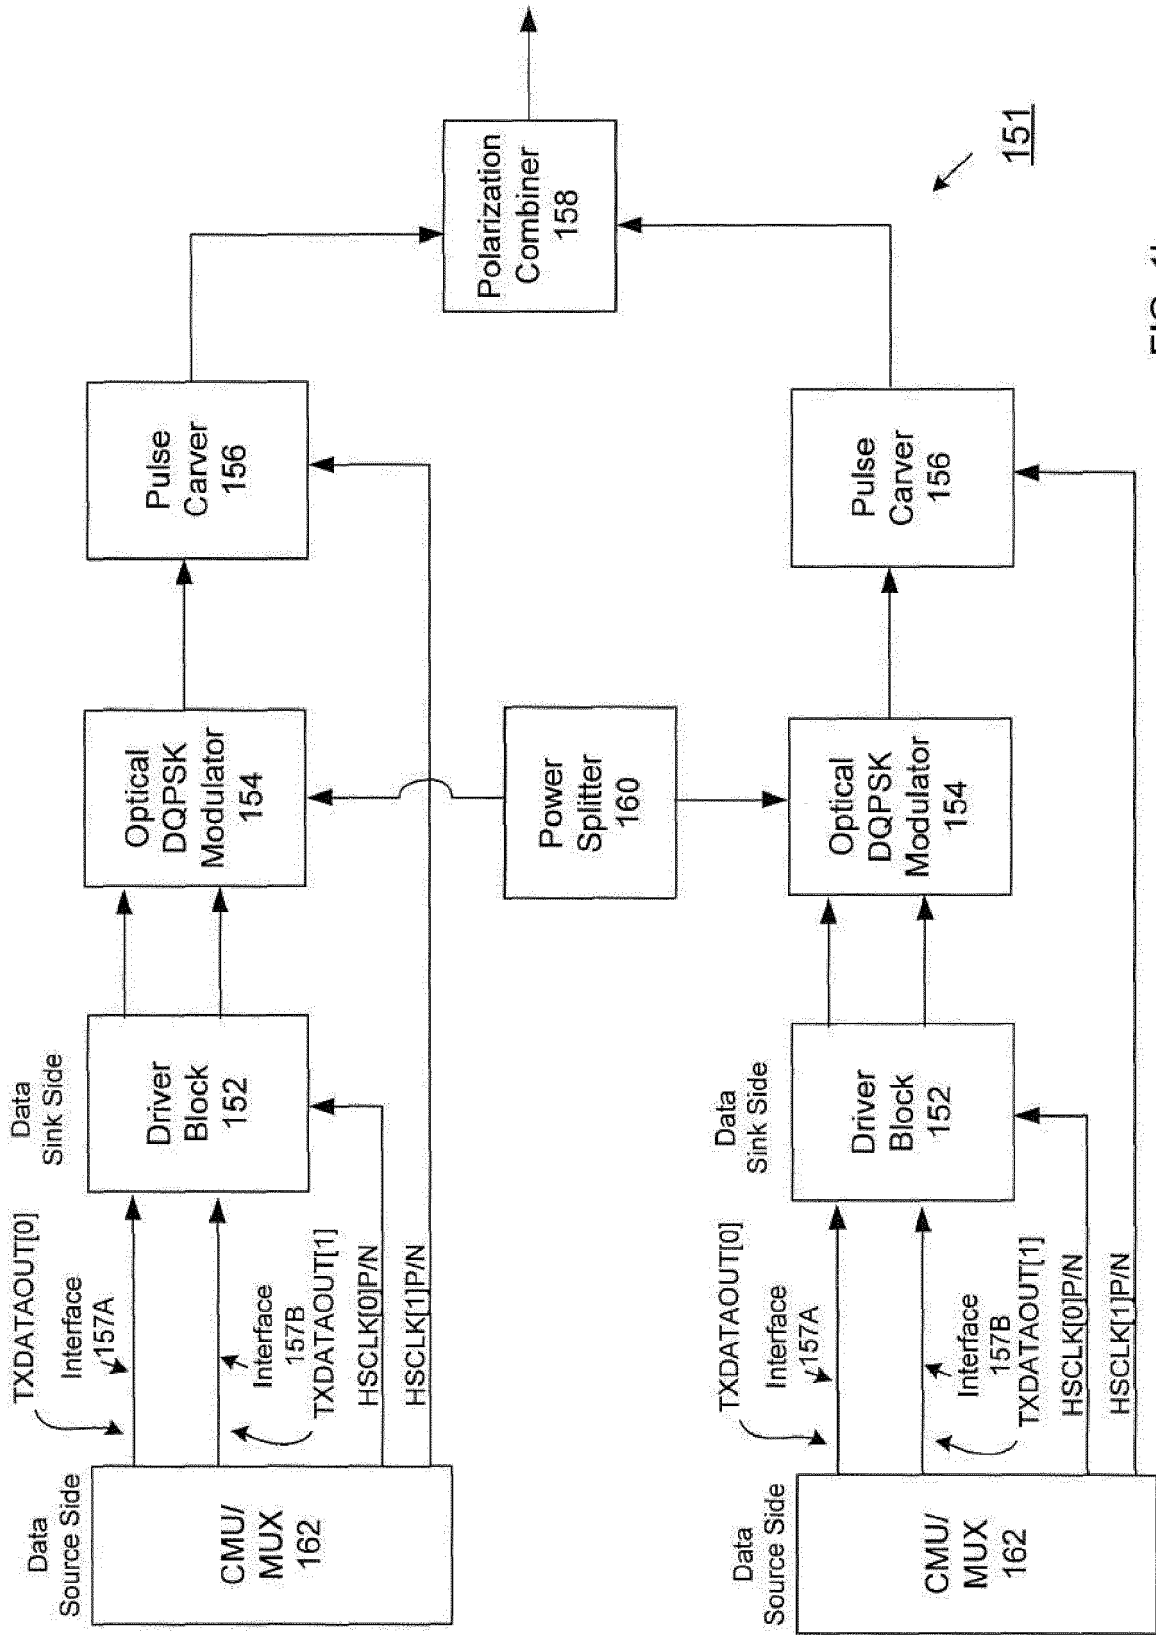 Data
Source Side
CMU/
MUX
162
TXDATAOUT[0]
Interface
157A
Interface
157B
TXDATAOUT[1]
HSCLK[0]P/N
HSCLK[1]P/N
Data
Sink Side
Driver
Block
152
Optical
DQPSK
Modulator
154
Pulse
Carver
156
Power
Splitter
160
Polarization
Combiner
158
Data
Source Side
CMU/
MUX
162
TXDATAOUT[0]
Interface
157A
Interface
157B
TXDATAOUT[1]
HSCLK[0]P/N
HSCLK[1]P/N
Data
Sink Side
Driver
Block
152
Optical
DQPSK
Modulator
154
Pulse
Carver
156
151